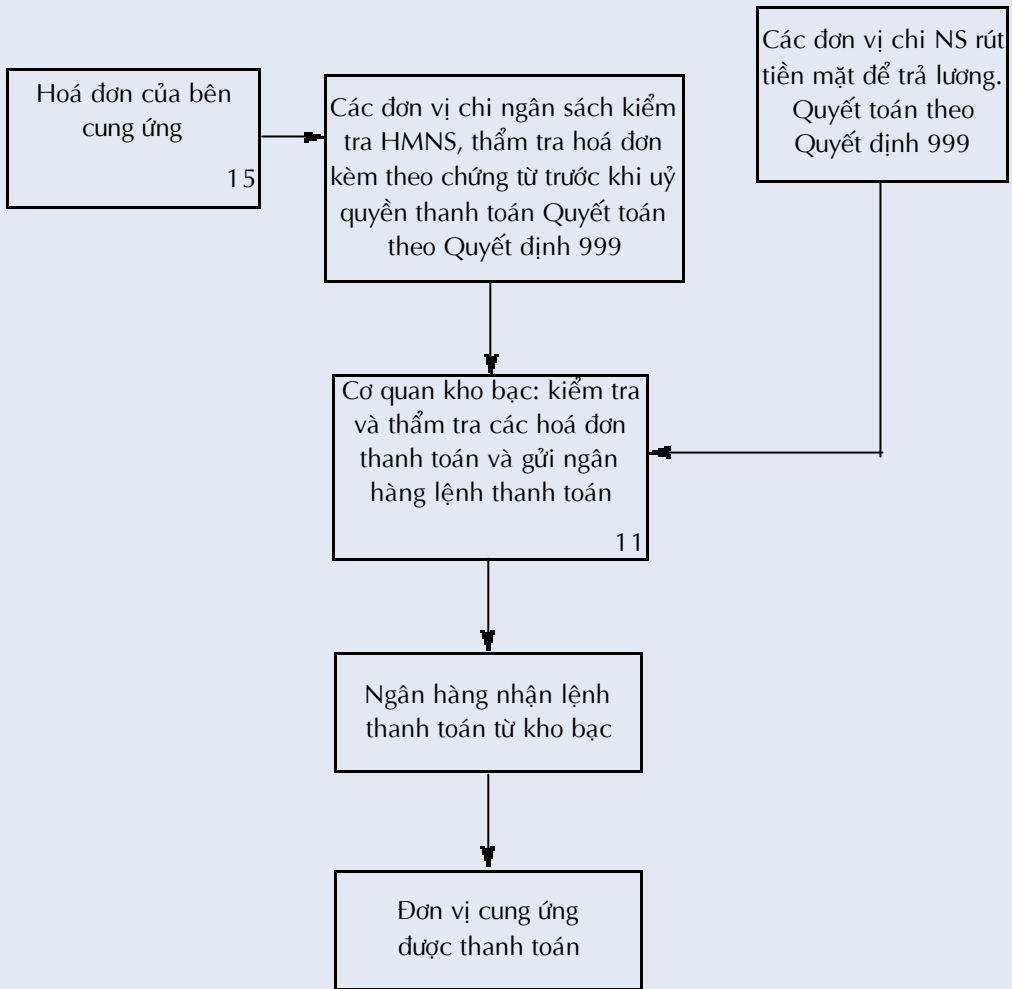 Hoá đơn của bên
cung ứng
15
Các đơn vị chi ngân sách kiểm
tra HMNS, thẩm tra hoá đơn
kèm theo chứng từ trước khi uỷ
quyền thanh toán Quyết toán
theo Quyết định 999
Các đơn vị chi NS rút
tiền mặt để trả lương.
Quyết toán theo
Quyết định 999
Cơ quan kho bạc: kiểm tra
và thẩm tra các hoá đơn
thanh toán và gửi ngân
hàng lệnh thanh toán
11
Ngân hàng nhận lệnh
thanh toán từ kho bạc
Đơn vị cung ứng
được thanh toán